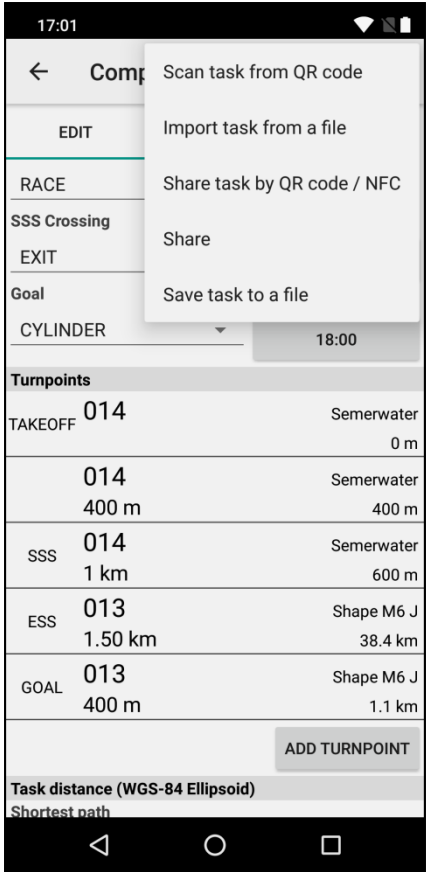 17:01
Comp
Scan task from QR code
Import task from a file
Share task by QR code / NFC
Share
Save task to a file
EDIT
RACE
SSS Crossing
EXIT
Goal
CYLINDER
18:00
Turnpoints
TAKEOFF 014 Semerwater
0 m
014 Semerwater
400 m 400 m
SSS 014 Semerwater
1 km 600 m
ESS 013 Shape M6 J
1.50 km 38.4 km
GOAL 013 Shape M6 J
400 m 1.1 km
ADD TURNPOINT
Task distance (WGS-84 Ellipsoid)
Shortest path